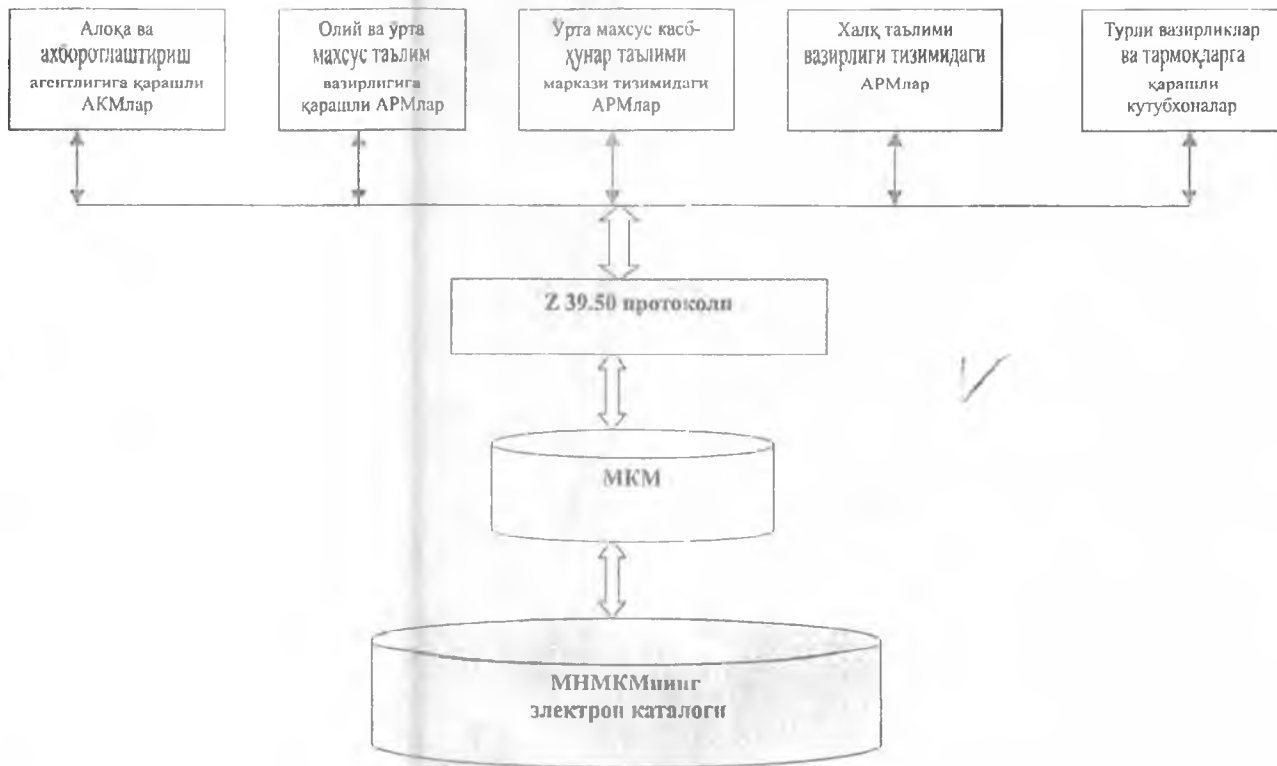 Алоқа ва
ахборотлаштириш
агентлигига қарашли
АКМлар
Олий ва ўрта
махсус таълим
вазирлигига
қарашли АРМлар
Ўрта махсус касб-
ҳунар таълими
маркази тизимидаги
АРМлар
Халқ таълими
вазирлиги тизимидаги
АРМлар
Турли вазирликлар
ва тармоқларга
қарашли
кутубхоналар
Z 39.50 протоколи
МКМ
МНМКМнинг
электрон каталоги